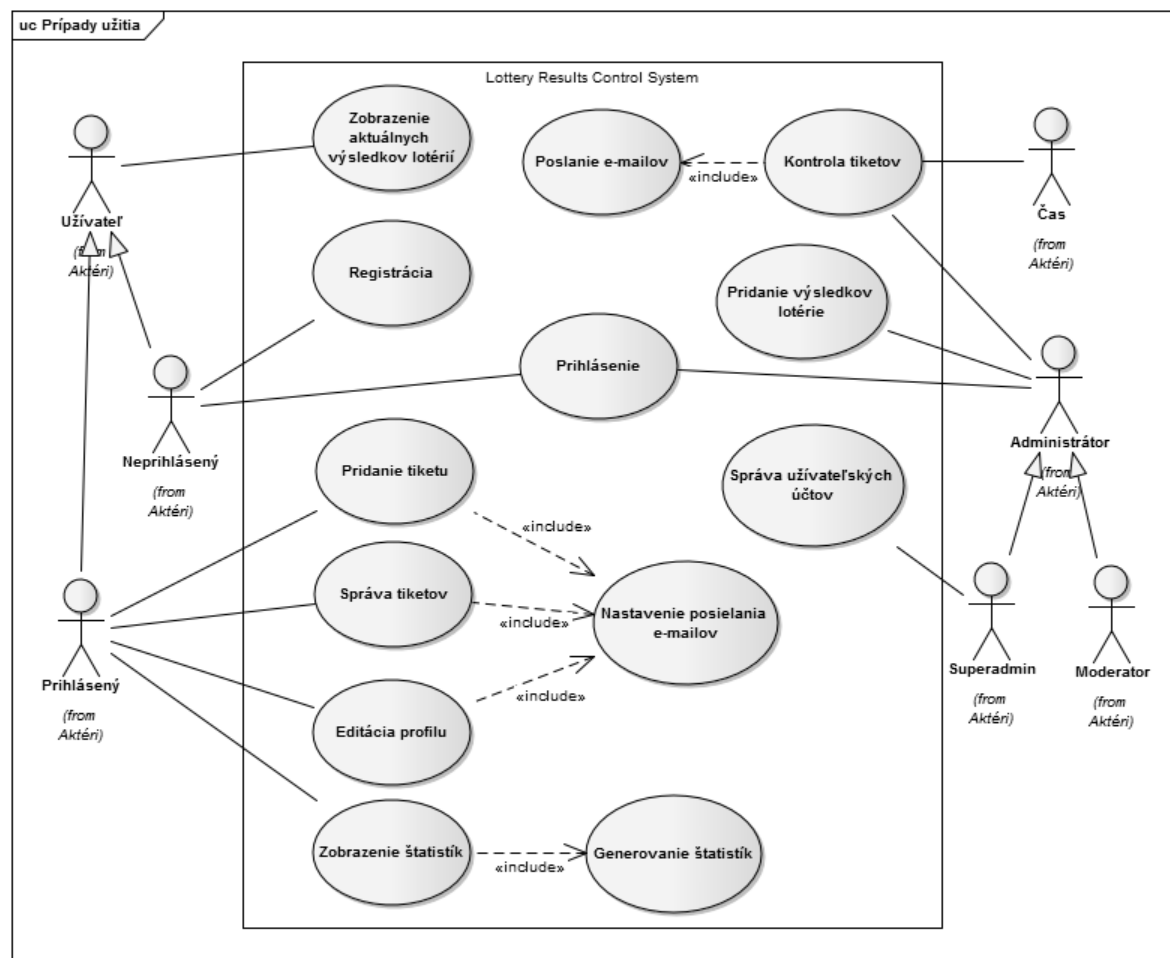 uc Prípady užitia
Lottery Results Control System
Zobrazenie
aktuálnych
výsledkov lotérií
Poslanie e-mailov
«include»
Kontrola tiketov
Užívateľ
(from
Aktéri)
Čas
(from
Aktéri)
Registrácia
Pridanie výsledkov
lotérie
Prihlásenie
Neprihlásený
(from
Aktéri)
Administrátor
(from
Aktéri)
Pridanie tiketu
Správa užívateľských
účtov
«include»
Správa tiketov
«include»
Nastavenie posielania
e-mailov
Prihlásený
(from
Aktéri)
Superadmin
(from
Aktéri)
Moderator
(from
Aktéri)
«include»
Editácia profilu
Zobrazenie štatistík
«include»
Generovanie štatistík